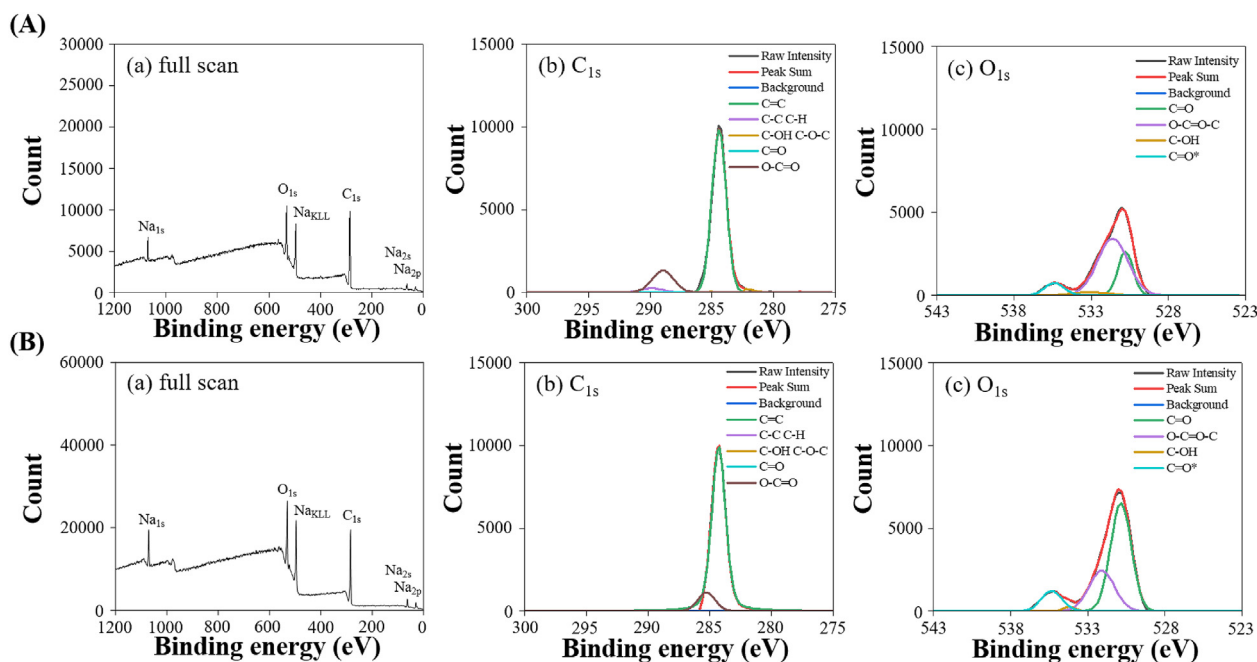 (A)
(a) full scan
Count
30000
25000
20000
15000
10000
5000
0
Na1s
O1s
NaKLL
C1s
Na2s
Na2p
1200 1000 800 600 400 200 0
Binding energy (eV)
(b) C1s
Count
15000
10000
5000
0
Raw Intensity
Peak Sum
Background
C=C
C-C C-H
C-OH C-O-C
C=O
O-C=O
300 295 290 285 280 275
Binding energy (eV)
(c) O1s
Count
15000
10000
5000
0
Raw Intensity
Peak Sum
Background
C=O
O-C=O-C
C-OH
C=O*
543 538 533 528 523
Binding energy (eV)
(B)
(a) full scan
Count
60000
40000
20000
0
Na1s
O1s
NaKLL
C1s
Na2s
Na2p
1200 1000 800 600 400 200 0
Binding energy (eV)
(b) C1s
Count
15000
10000
5000
0
Raw Intensity
Peak Sum
Background
C=C
C-C C-H
C-OH C-O-C
C=O
O-C=O
300 295 290 285 280 275
Binding energy (eV)
(c) O1s
Count
15000
10000
5000
0
Raw Intensity
Peak Sum
Background
C=O
O-C=O-C
C-OH
C=O*
543 538 533 528 523
Binding energy (eV)